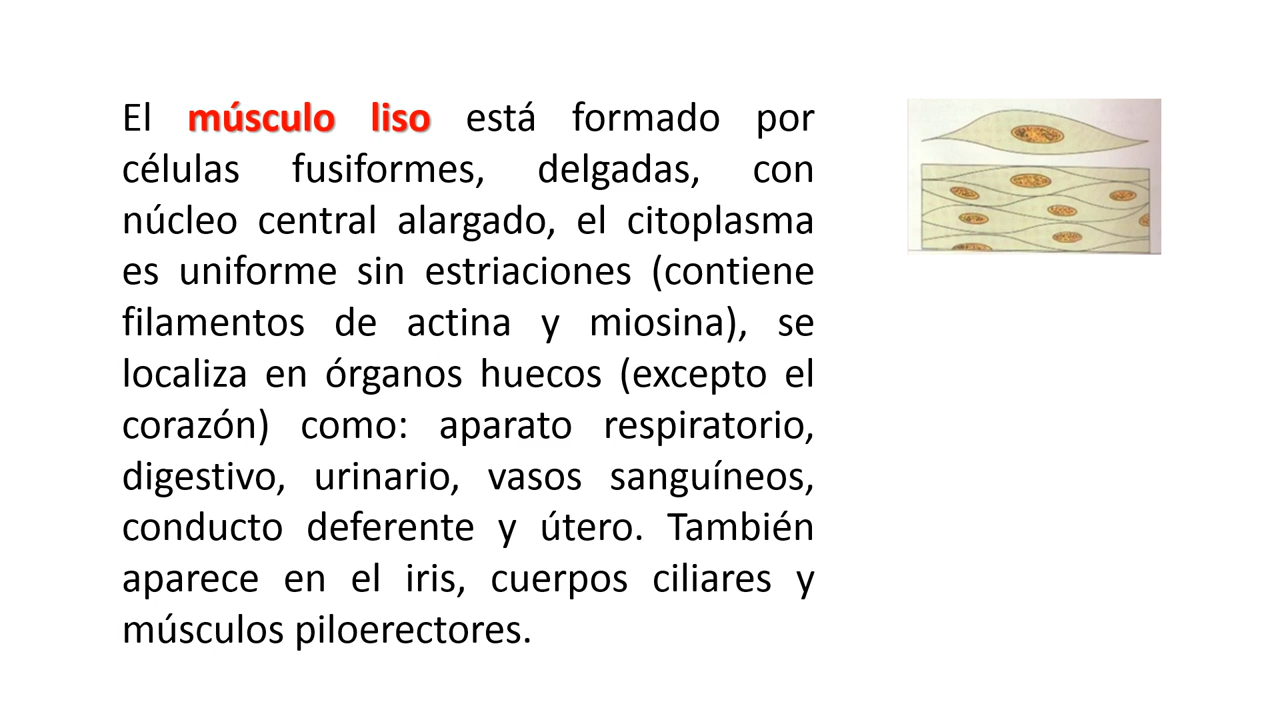 El músculo liso está formado por
células fusiformes, delgadas, con
núcleo central alargado, el citoplasma
es uniforme sin estriaciones (contiene
filamentos de actina y miosina), se
localiza en órganos huecos (excepto el
corazón) como: aparato respiratorio,
digestivo, urinario, vasos sanguíneos,
conducto deferente y útero. También
aparece en el iris, cuerpos ciliares y
músculos piloerectores.